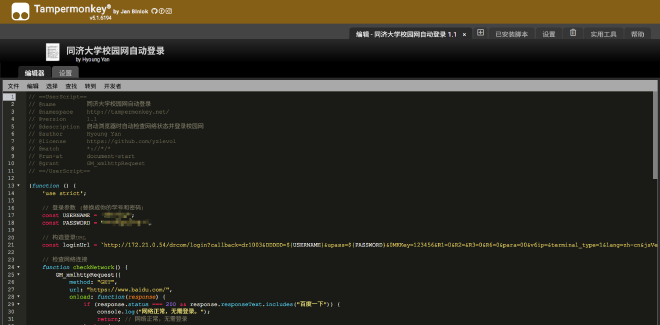 Tampermonkey® by Jan Biniok
v5.1.6194
编辑 - 同济大学校园网自动登录 1.1 × 已安装脚本 设置 实用工具 帮助
同济大学校园网自动登录
by Hyoung Yan
编辑器 设置
文件 编辑 选择 查找 转到 开发者
1 // ==UserScript==
2 // @name 同济大学校园网自动登录
3 // @namespace http://tampermonkey.net/
4 // @version 1.1
5 // @description 启动浏览器时自动检查网络状态并登录校园网
6 // @author Hyoung Yan
7 // @license
8 // @match *://*/*
9 // @run-at document-start
10 // @grant GM_xmlhttpRequest
11 // ==/UserScript==
12
13 (function () {
14 'use strict';
15
16 // 登录参数 (替换成你的学号和密码)
17 const USERNAME = '
18 const PASSWORD = '
19
20 // 构造登录URL
21 const loginUrl = `http://172.21.0.54/drcom/login?callback=dr1003&DDDDD=${USERNAME}&upass=${PASSWORD}&0MKKey=123456&R1=0&R2=&R3=0&R6=0&para=00&v6ip=&terminal_type=1&lang=zh-cn&jsVe
22
23 // 检查网络连接
24 function checkNetwork() {
25 GM_xmlhttpRequest({
26 method: "GET",
27 url: "https://www.baidu.com/",
28 onload: function(response) {
29 if (response.status === 200 && response.responseText.includes("百度一下")) {
30 console.log("网络正常，无需登录。");
31 return; // 网络正常，无需登录